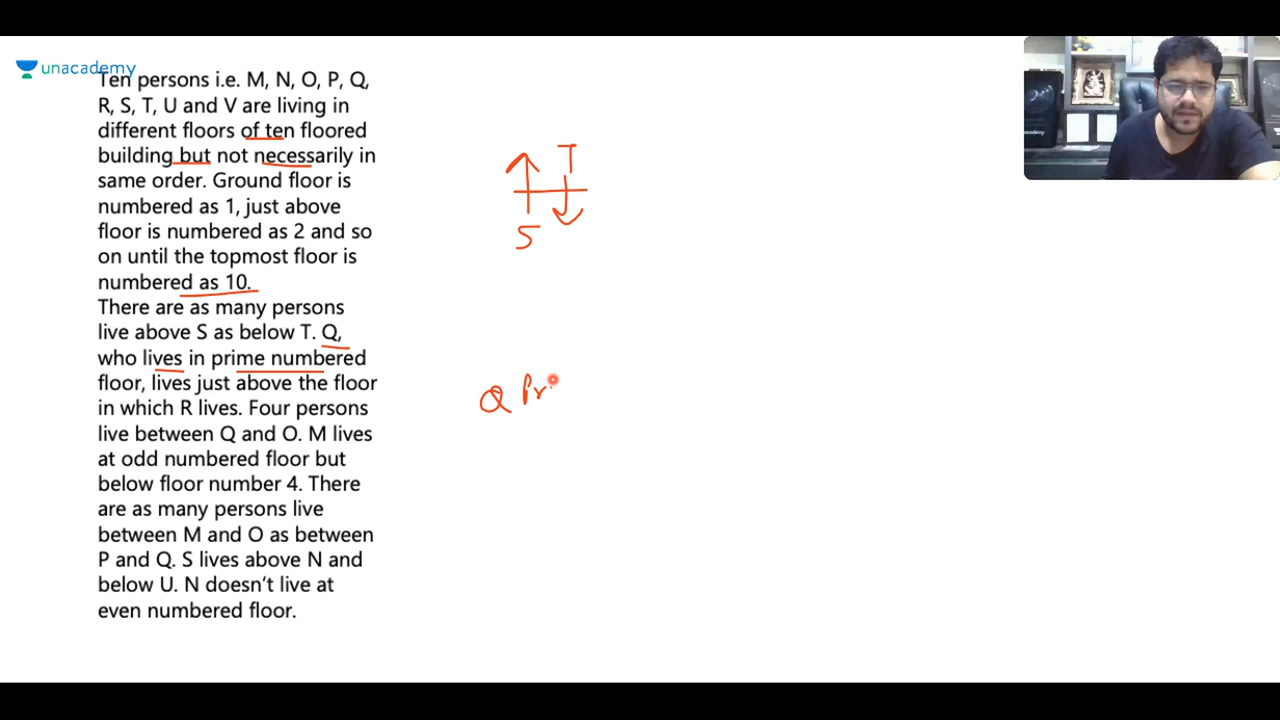 unacademy
Ten persons i.e. M, N, O, P, Q,
R, S, T, U and V are living in
different floors of ten floored
building but not necessarily in
same order. Ground floor is
numbered as 1, just above
floor is numbered as 2 and so
on until the topmost floor is
numbered as 10.
There are as many persons
live above S as below T. Q,
who lives in prime numbered
floor, lives just above the floor
in which R lives. Four persons
live between Q and O. M lives
at odd numbered floor but
below floor number 4. There
are as many persons live
between M and O as between
P and Q. S lives above N and
below U. N doesn't live at
even numbered floor.
T
S
Q Pri